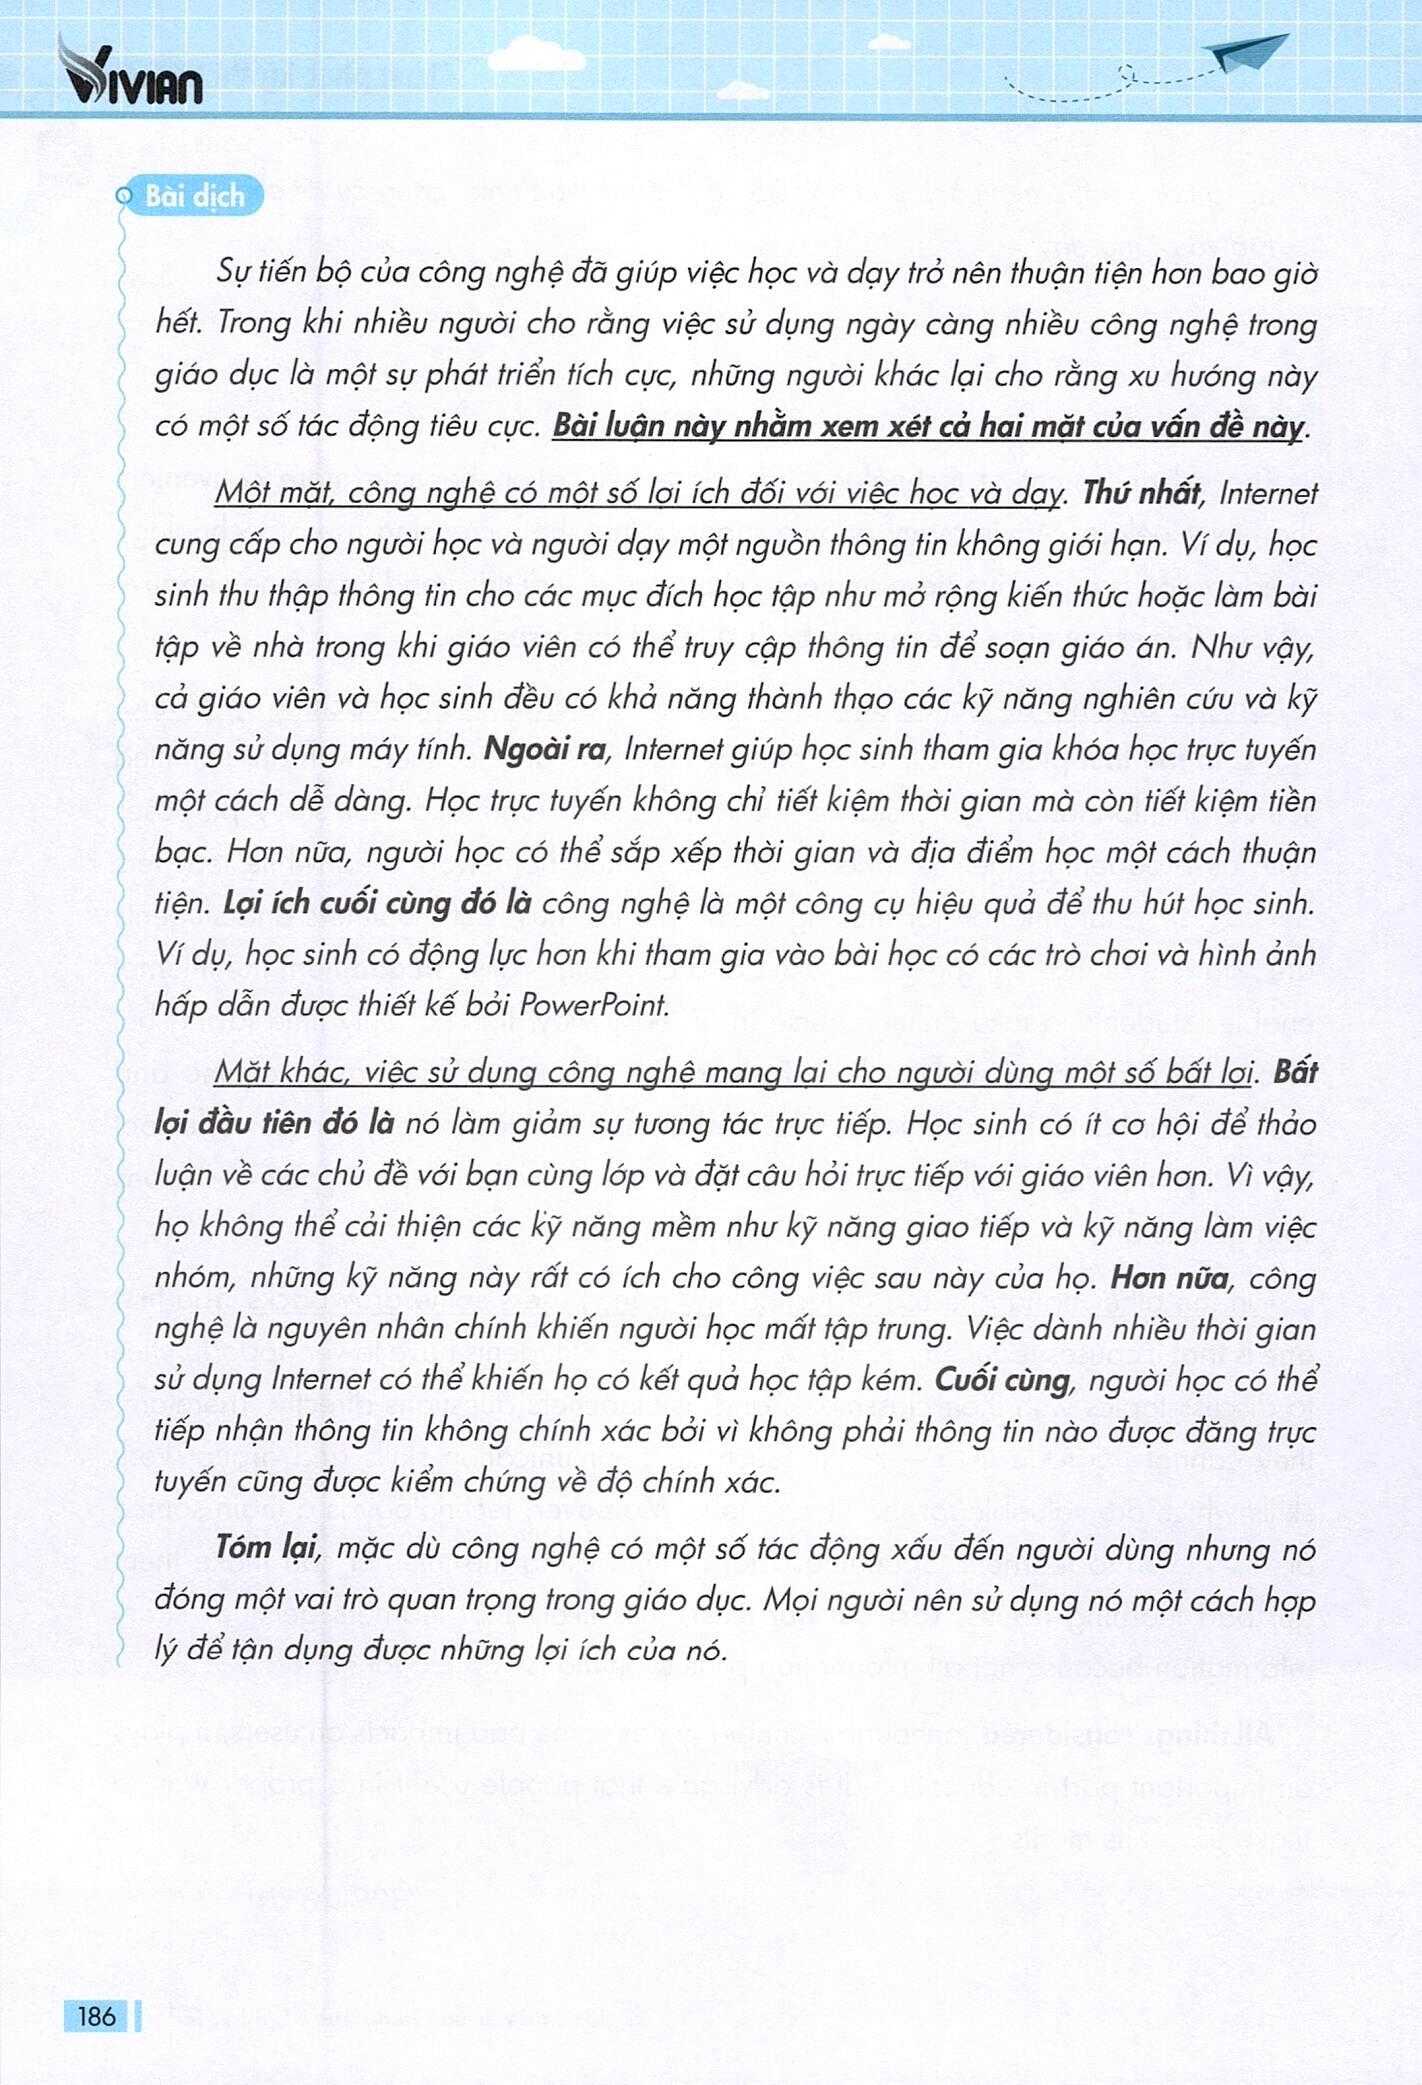 VIVIAN
Bài dịch
Sự tiến bộ của công nghệ đã giúp việc học và dạy trở nên thuận tiện hơn bao giờ
hết. Trong khi nhiều người cho rằng việc sử dụng ngày càng nhiều công nghệ trong
giáo dục là một sự phát triển tích cực, những người khác lại cho rằng xu hướng này
có một số tác động tiêu cực. Bài luận này nhằm xem xét cả hai mặt của vấn đề này.
Một mặt, công nghệ có một số lợi ích đối với việc học và dạy. Thứ nhất, Internet
cung cấp cho người học và người dạy một nguồn thông tin không giới hạn. Ví dụ, học
sinh thu thập thông tin cho các mục đích học tập như mở rộng kiến thức hoặc làm bài
tập về nhà trong khi giáo viên có thể truy cập thông tin để soạn giáo án. Như vậy,
cả giáo viên và học sinh đều có khả năng thành thạo các kỹ năng nghiên cứu và kỹ
năng sử dụng máy tính. Ngoài ra, Internet giúp học sinh tham gia khóa học trực tuyến
một cách dễ dàng. Học trực tuyến không chỉ tiết kiệm thời gian mà còn tiết kiệm tiền
bạc. Hơn nữa, người học có thể sắp xếp thời gian và địa điểm học một cách thuận
tiện. Lợi ích cuối cùng đó là công nghệ là một công cụ hiệu quả để thu hút học sinh.
Ví dụ, học sinh có động lực hơn khi tham gia vào bài học có các trò chơi và hình ảnh
hấp dẫn được thiết kế bởi PowerPoint.
Mặt khác, việc sử dụng công nghệ mang lại cho người dùng một số bất lợi. Bất
lợi đầu tiên đó là nó làm giảm sự tương tác trực tiếp. Học sinh có ít cơ hội để thảo
luận về các chủ đề với bạn cùng lớp và đặt câu hỏi trực tiếp với giáo viên hơn. Vì vậy,
họ không thể cải thiện các kỹ năng mềm như kỹ năng giao tiếp và kỹ năng làm việc
nhóm, những kỹ năng này rất có ích cho công việc sau này của họ. Hơn nữa, công
nghệ là nguyên nhân chính khiến người học mất tập trung. Việc dành nhiều thời gian
sử dụng Internet có thể khiến họ có kết quả học tập kém. Cuối cùng, người học có thể
tiếp nhận thông tin không chính xác bởi vì không phải thông tin nào được đăng trực
tuyến cũng được kiểm chứng về độ chính xác.
Tóm lại, mặc dù công nghệ có một số tác động xấu đến người dùng nhưng nó
đóng một vai trò quan trọng trong giáo dục. Mọi người nên sử dụng nó một cách hợp
lý để tận dụng được những lợi ích của nó.
186